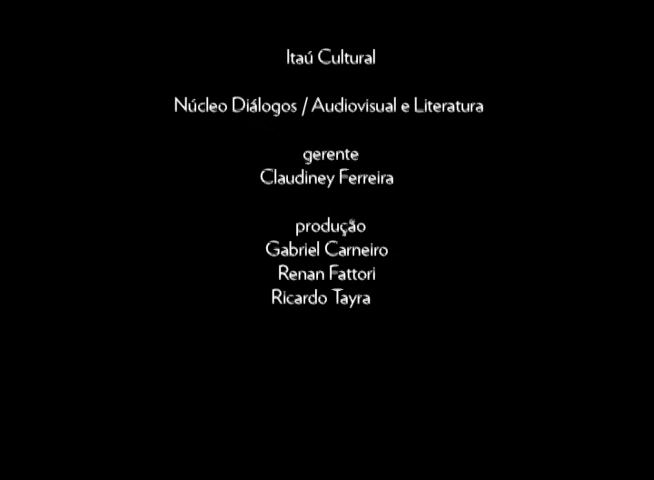 Itaú Cultural
Núcleo Diálogos / Audiovisual e Literatura
gerente
Claudiney Ferreira
produção
Gabriel Carneiro
Renan Fattori
Ricardo Tayra